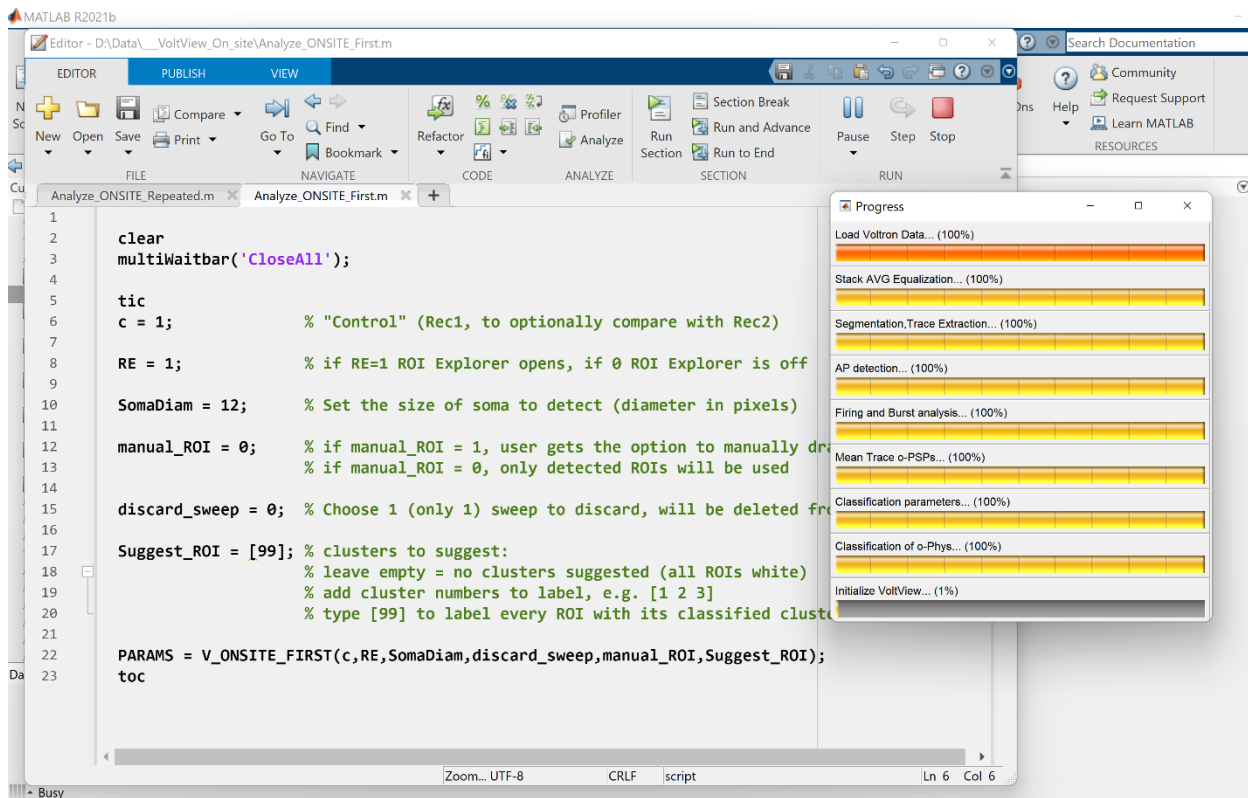 MATLAB R2021b
Editor - D:\Data\___VoltView_On_site\Analyze_ONSITE_First.m
Search Documentation
EDITOR PUBLISH VIEW
New Open Save Compare Print
Go To Find Bookmark
Refactor
Profiler Analyze
Run Section Section Break Run and Advance Run to End
Pause Step Stop
Help Community Request Support Learn MATLAB
FILE NAVIGATE CODE ANALYZE SECTION RUN RESOURCES
Analyze_ONSITE_Repeated.m Analyze_ONSITE_First.m
1
2 clear
3 multiWaitbar('CloseAll');
4
5 tic
6 c = 1; % "Control" (Rec1, to optionally compare with Rec2)
7
8 RE = 1; % if RE=1 ROI Explorer opens, if 0 ROI Explorer is off
9
10 SomaDiam = 12; % Set the size of soma to detect (diameter in pixels)
11
12 manual_ROI = 0; % if manual_ROI = 1, user gets the option to manually
13 % if manual_ROI = 0, only detected ROIs will be used
14
15 discard_sweep = 0; % Choose 1 (only 1) sweep to discard, will be deleted
16
17 Suggest_ROI = [99]; % clusters to suggest:
18 % leave empty = no clusters suggested (all ROIs white)
19 % add cluster numbers to label, e.g. [1 2 3]
20 % type [99] to label every ROI with its classified
21
22 PARAMS = V_ONSITE_FIRST(c,RE,SomaDiam,discard_sweep,manual_ROI,Suggest_ROI);
23 toc
Progress
Load Voltron Data... (100%)
Stack AVG Equalization... (100%)
Segmentation,Trace Extraction... (100%)
AP detection... (100%)
Firing and Burst analysis... (100%)
Mean Trace o-PSPs... (100%)
Classification parameters... (100%)
Classification of o-Phys... (100%)
Initialize VoltView... (1%)
Zoom... UTF-8 CRLF script Ln 6 Col 6
Busy